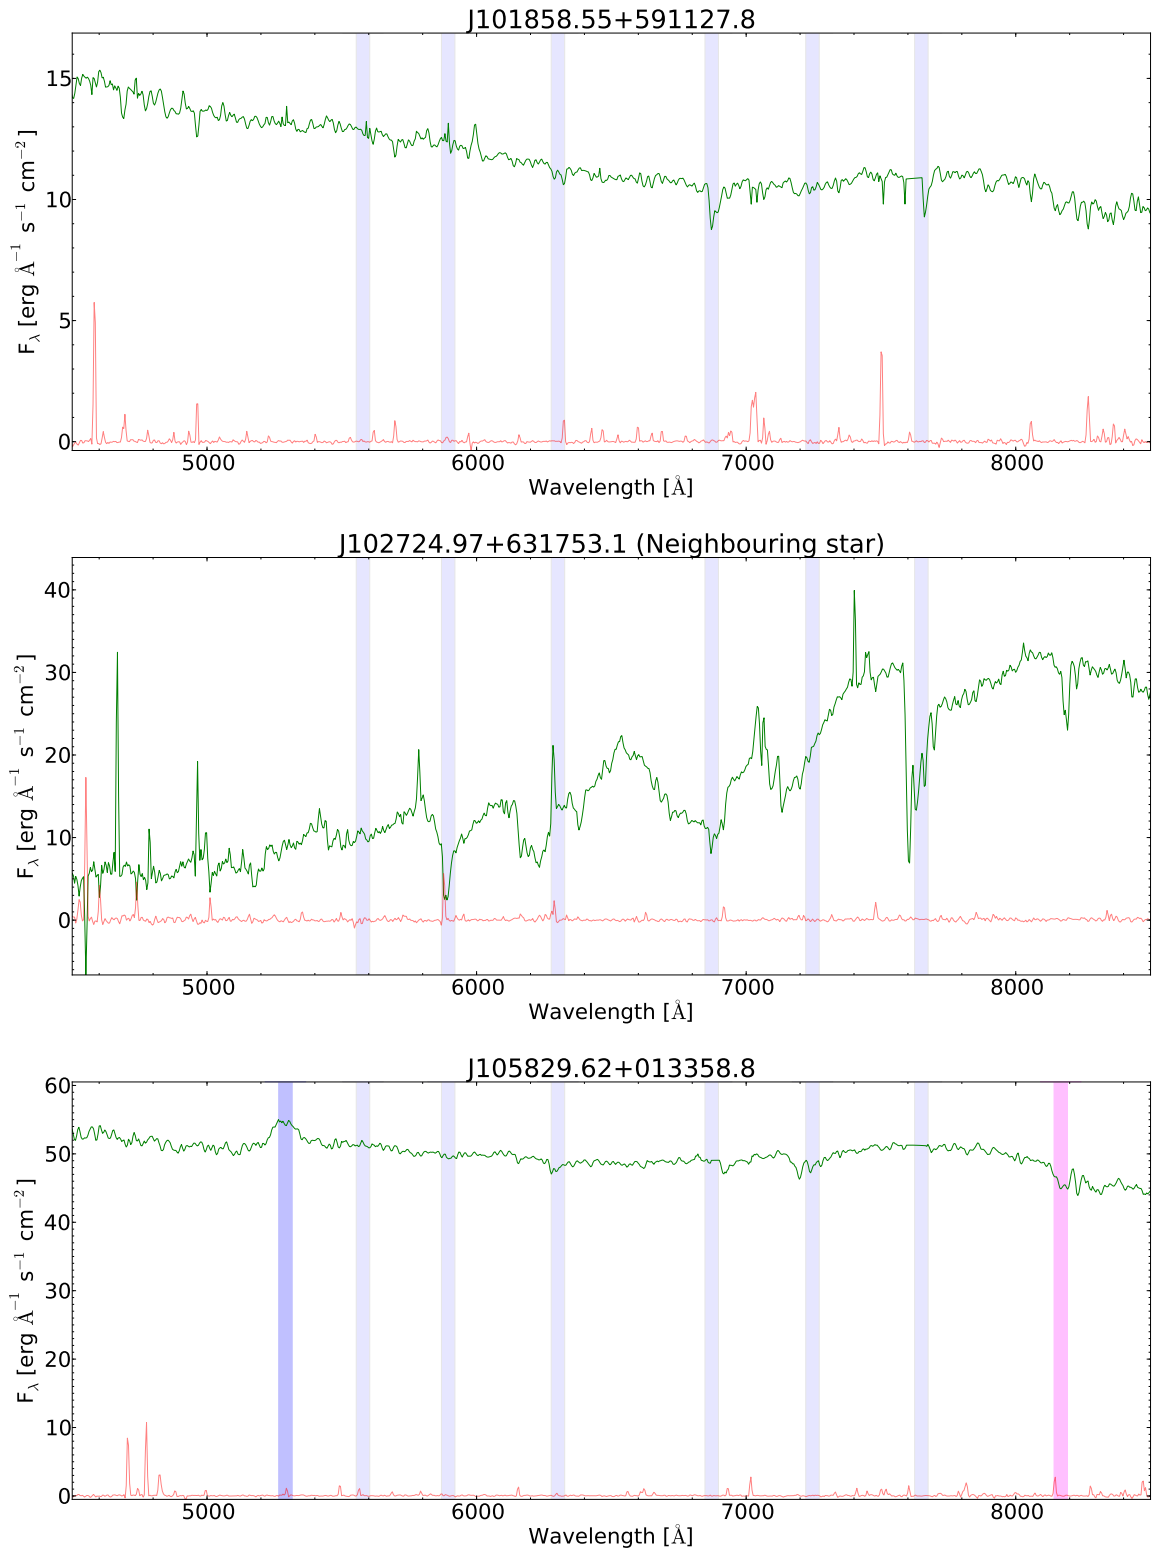 J101858.55+591127.8
15
10
5
0
F_λ [erg Å⁻¹ s⁻¹ cm⁻²]
5000 6000 7000 8000
Wavelength [Å]
J102724.97+631753.1 (Neighbouring star)
40
30
20
10
0
F_λ [erg Å⁻¹ s⁻¹ cm⁻²]
5000 6000 7000 8000
Wavelength [Å]
J105829.62+013358.8
60
50
40
30
20
10
0
F_λ [erg Å⁻¹ s⁻¹ cm⁻²]
5000 6000 7000 8000
Wavelength [Å]